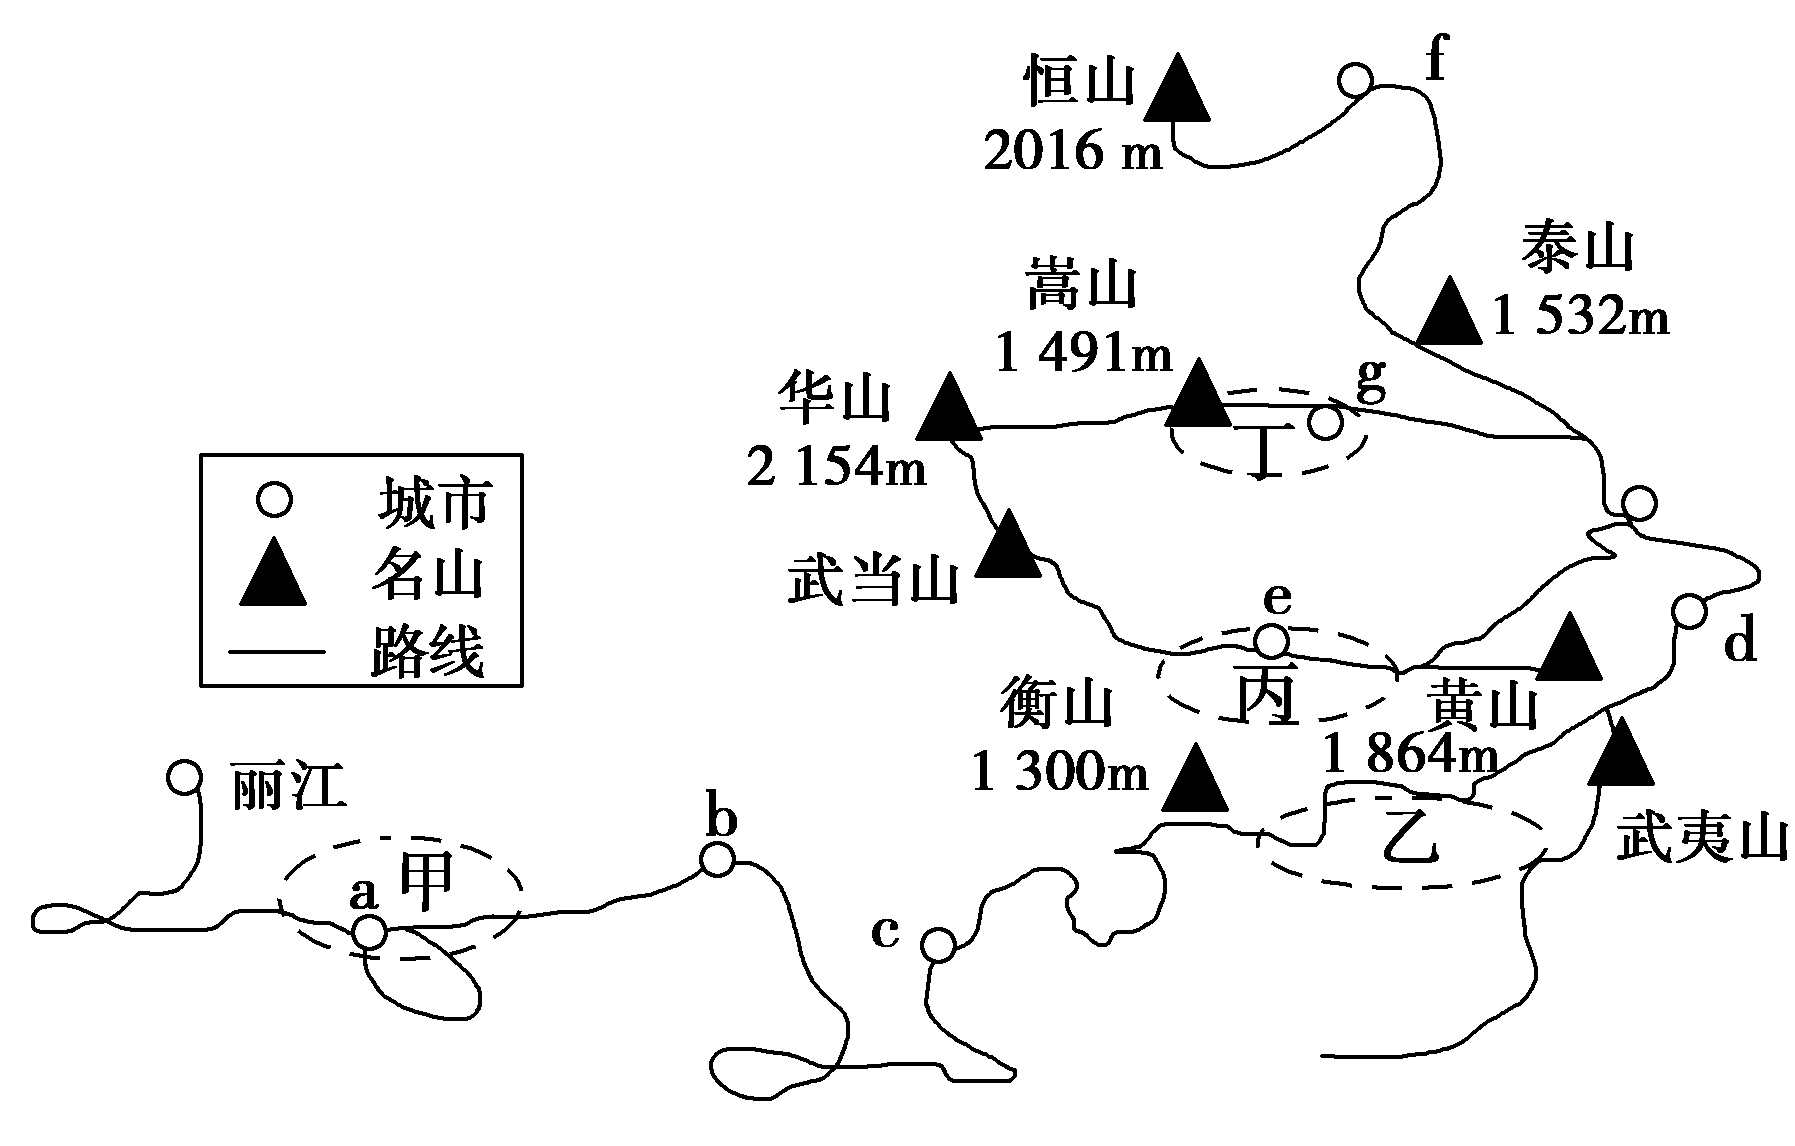 f
恒山
2016 m
泰山
1 532m
嵩山
1 491m
g
华山
2 154m
丁
城市
名山
路线
武当山
e
丙
d
衡山
1 300m
黄山
1 864m
丽江
b
乙
武夷山
甲
a
c